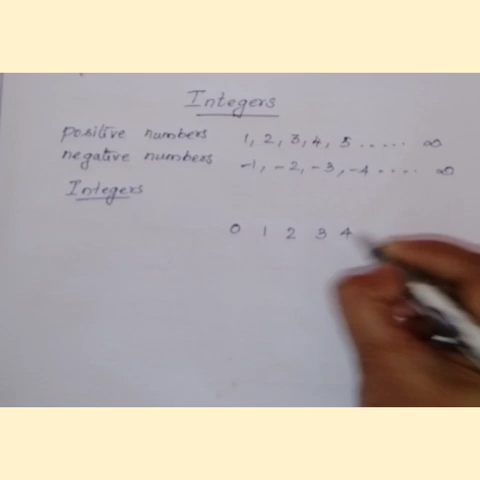 Integers
positive numbers 1, 2, 3, 4, 5 ..... ∞
negative numbers -1, -2, -3, -4 .... ∞
Integers
0 1 2 3 4